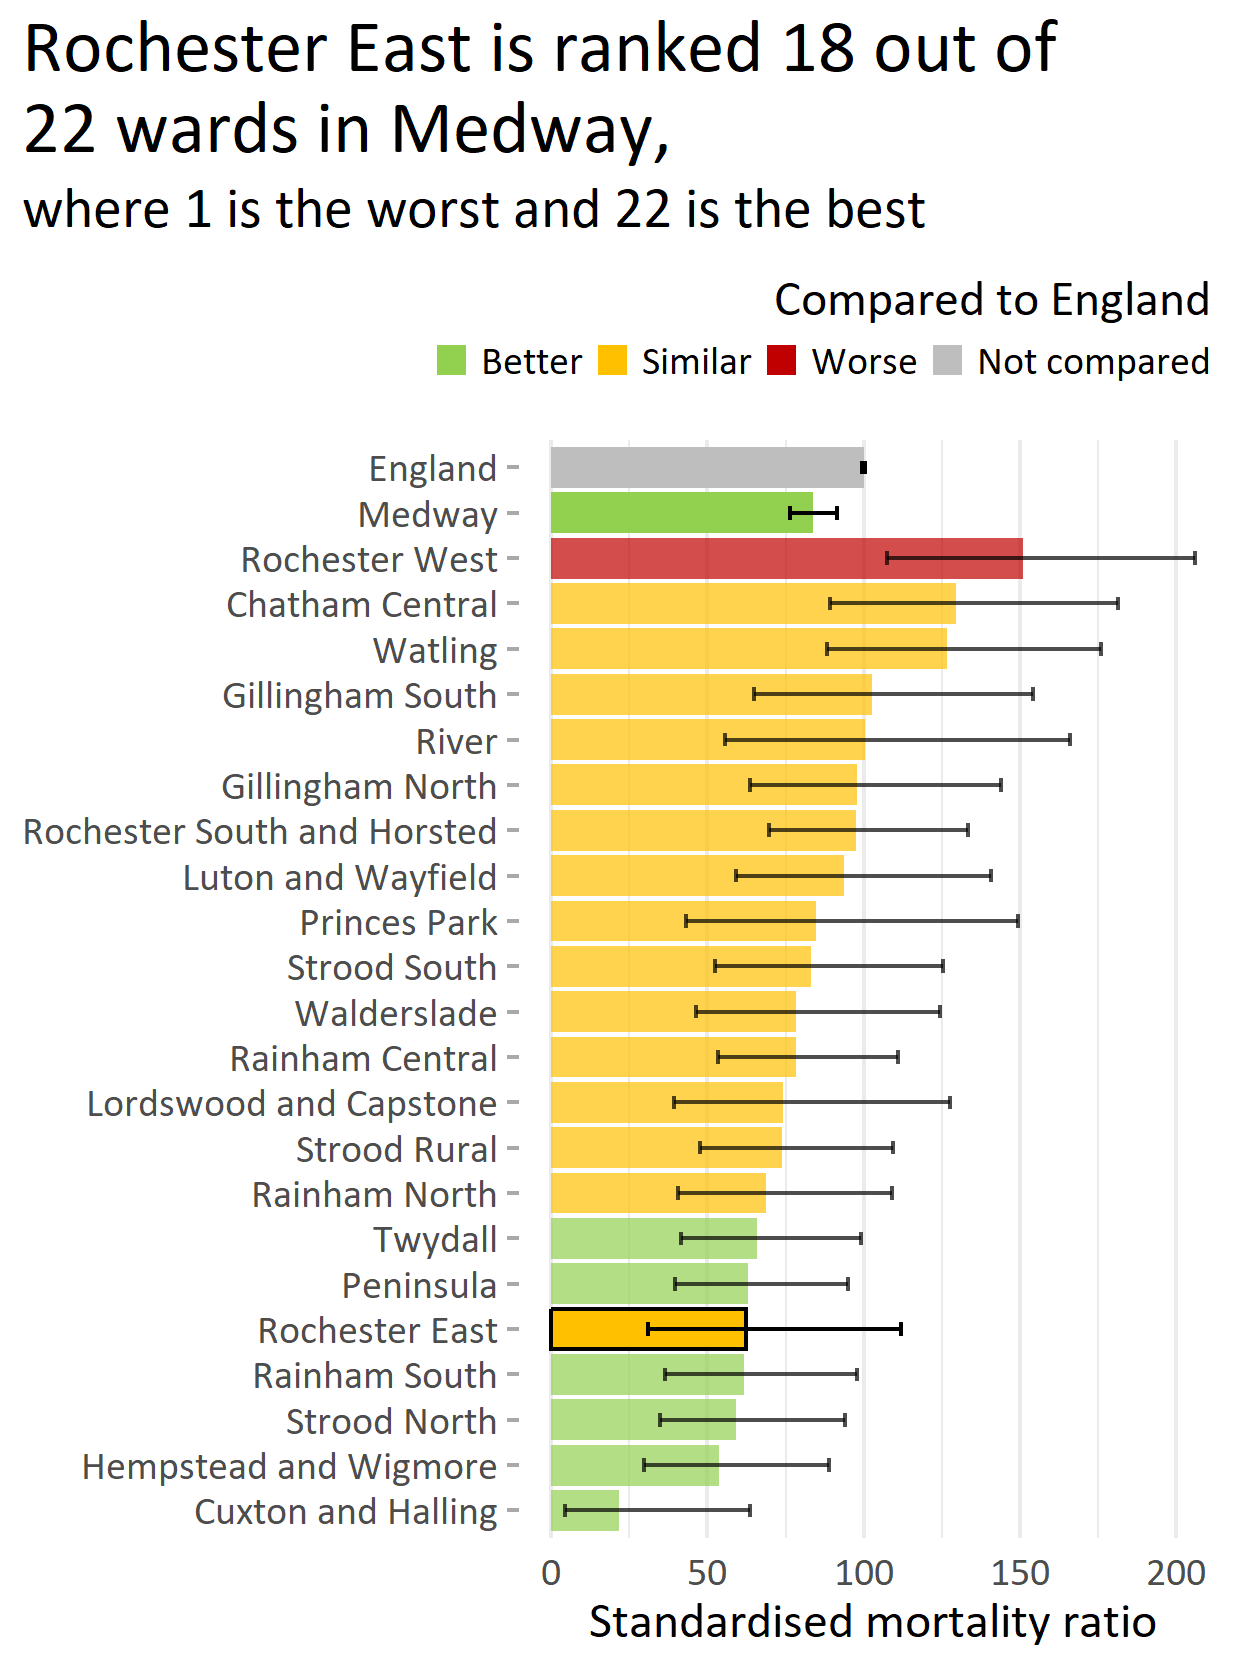 Rochester East is ranked 18 out of
22 wards in Medway,
where 1 is the worst and 22 is the best
Compared to England
Better Similar Worse Not compared
England
Medway
Rochester West
Chatham Central
Watling
Gillingham South
River
Gillingham North
Rochester South and Horsted
Luton and Wayfield
Princes Park
Strood South
Walderslade
Rainham Central
Lordswood and Capstone
Strood Rural
Rainham North
Twydall
Peninsula
Rochester East
Rainham South
Strood North
Hempstead and Wigmore
Cuxton and Halling
0 50 100 150 200
Standardised mortality ratio